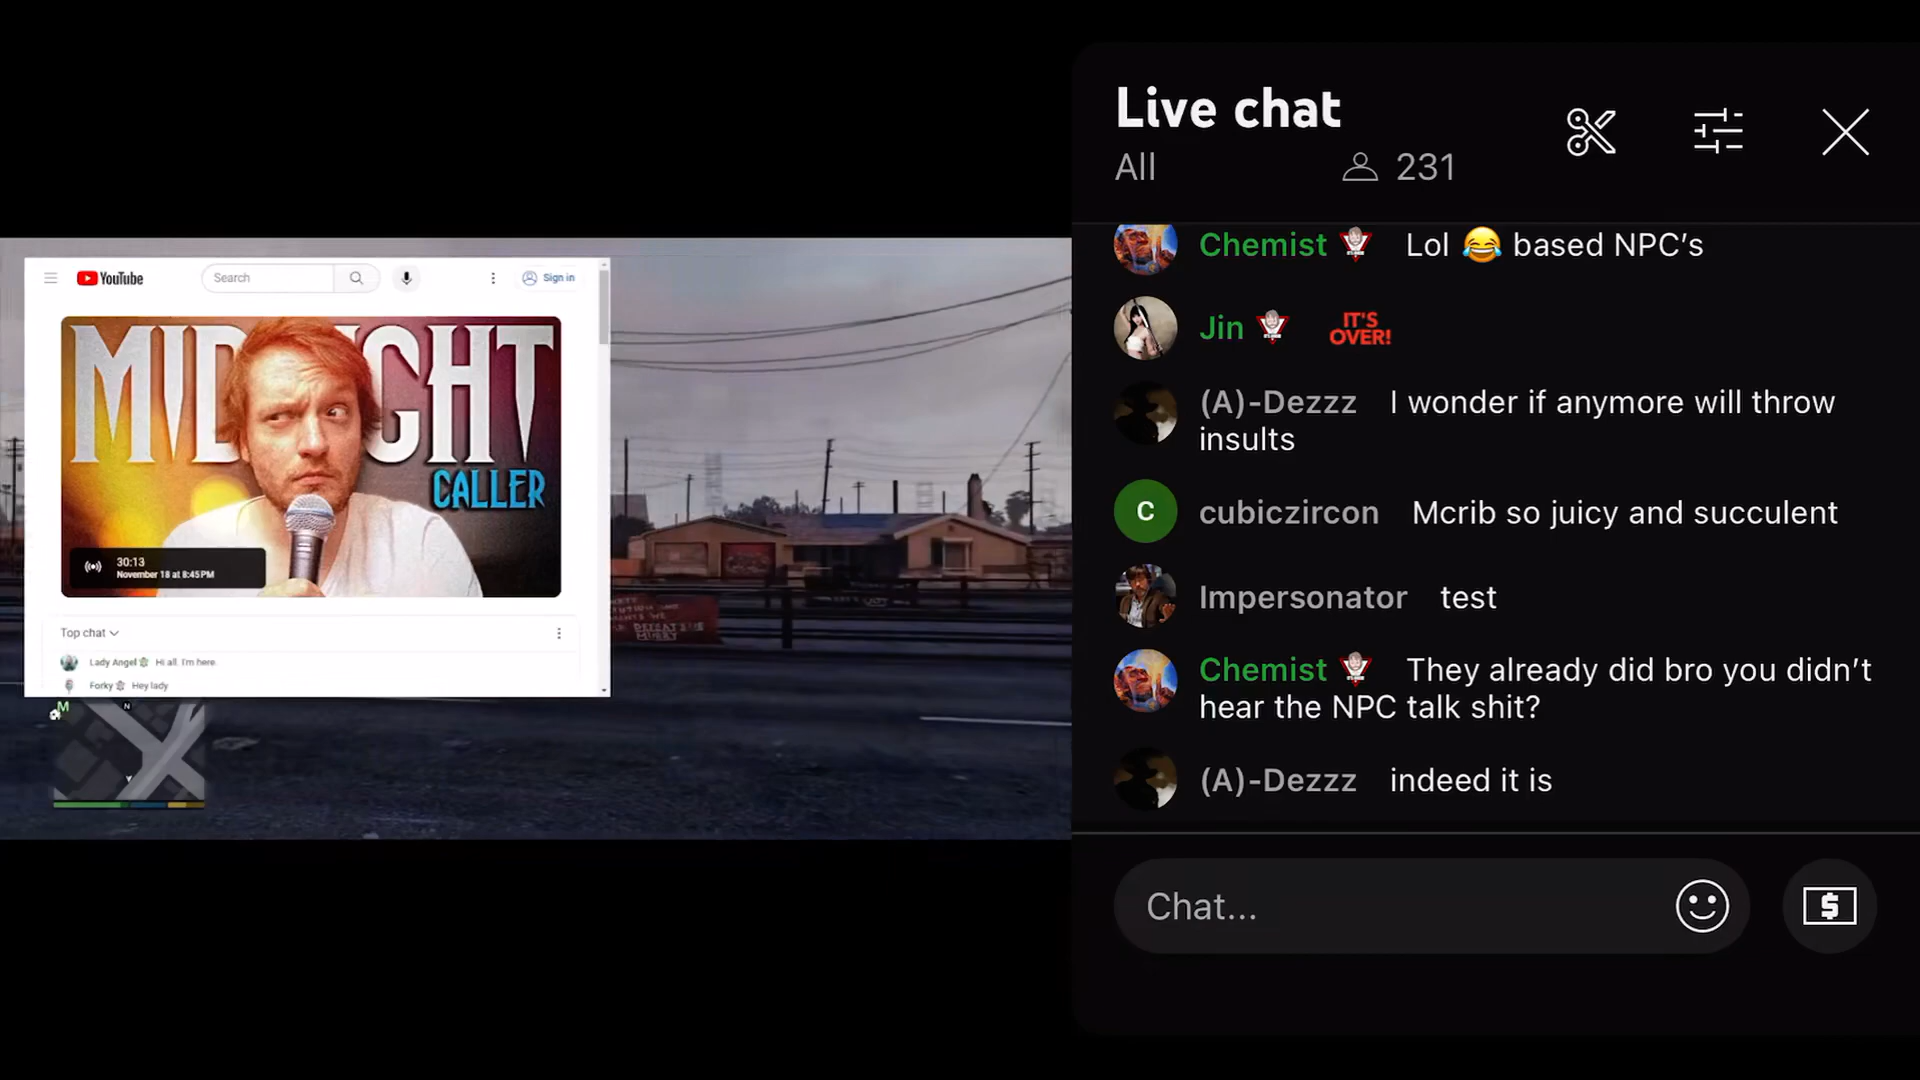 YouTube
Search
Sign in
MIDNIGHT
CALLER
30:13
November 18 at 8:45 PM
Top chat
Lady Angel Hi all. I'm here.
Forky Hey lady
M
N
Live chat
All 231
Chemist Lol 😂 based NPC's
Jin IT'S
OVER!
(A)-Dezzz I wonder if anymore will throw
insults
C cubiczircon Mcrib so juicy and succulent
Impersonator test
Chemist They already did bro you didn't
hear the NPC talk shit?
(A)-Dezzz indeed it is
Chat...
$